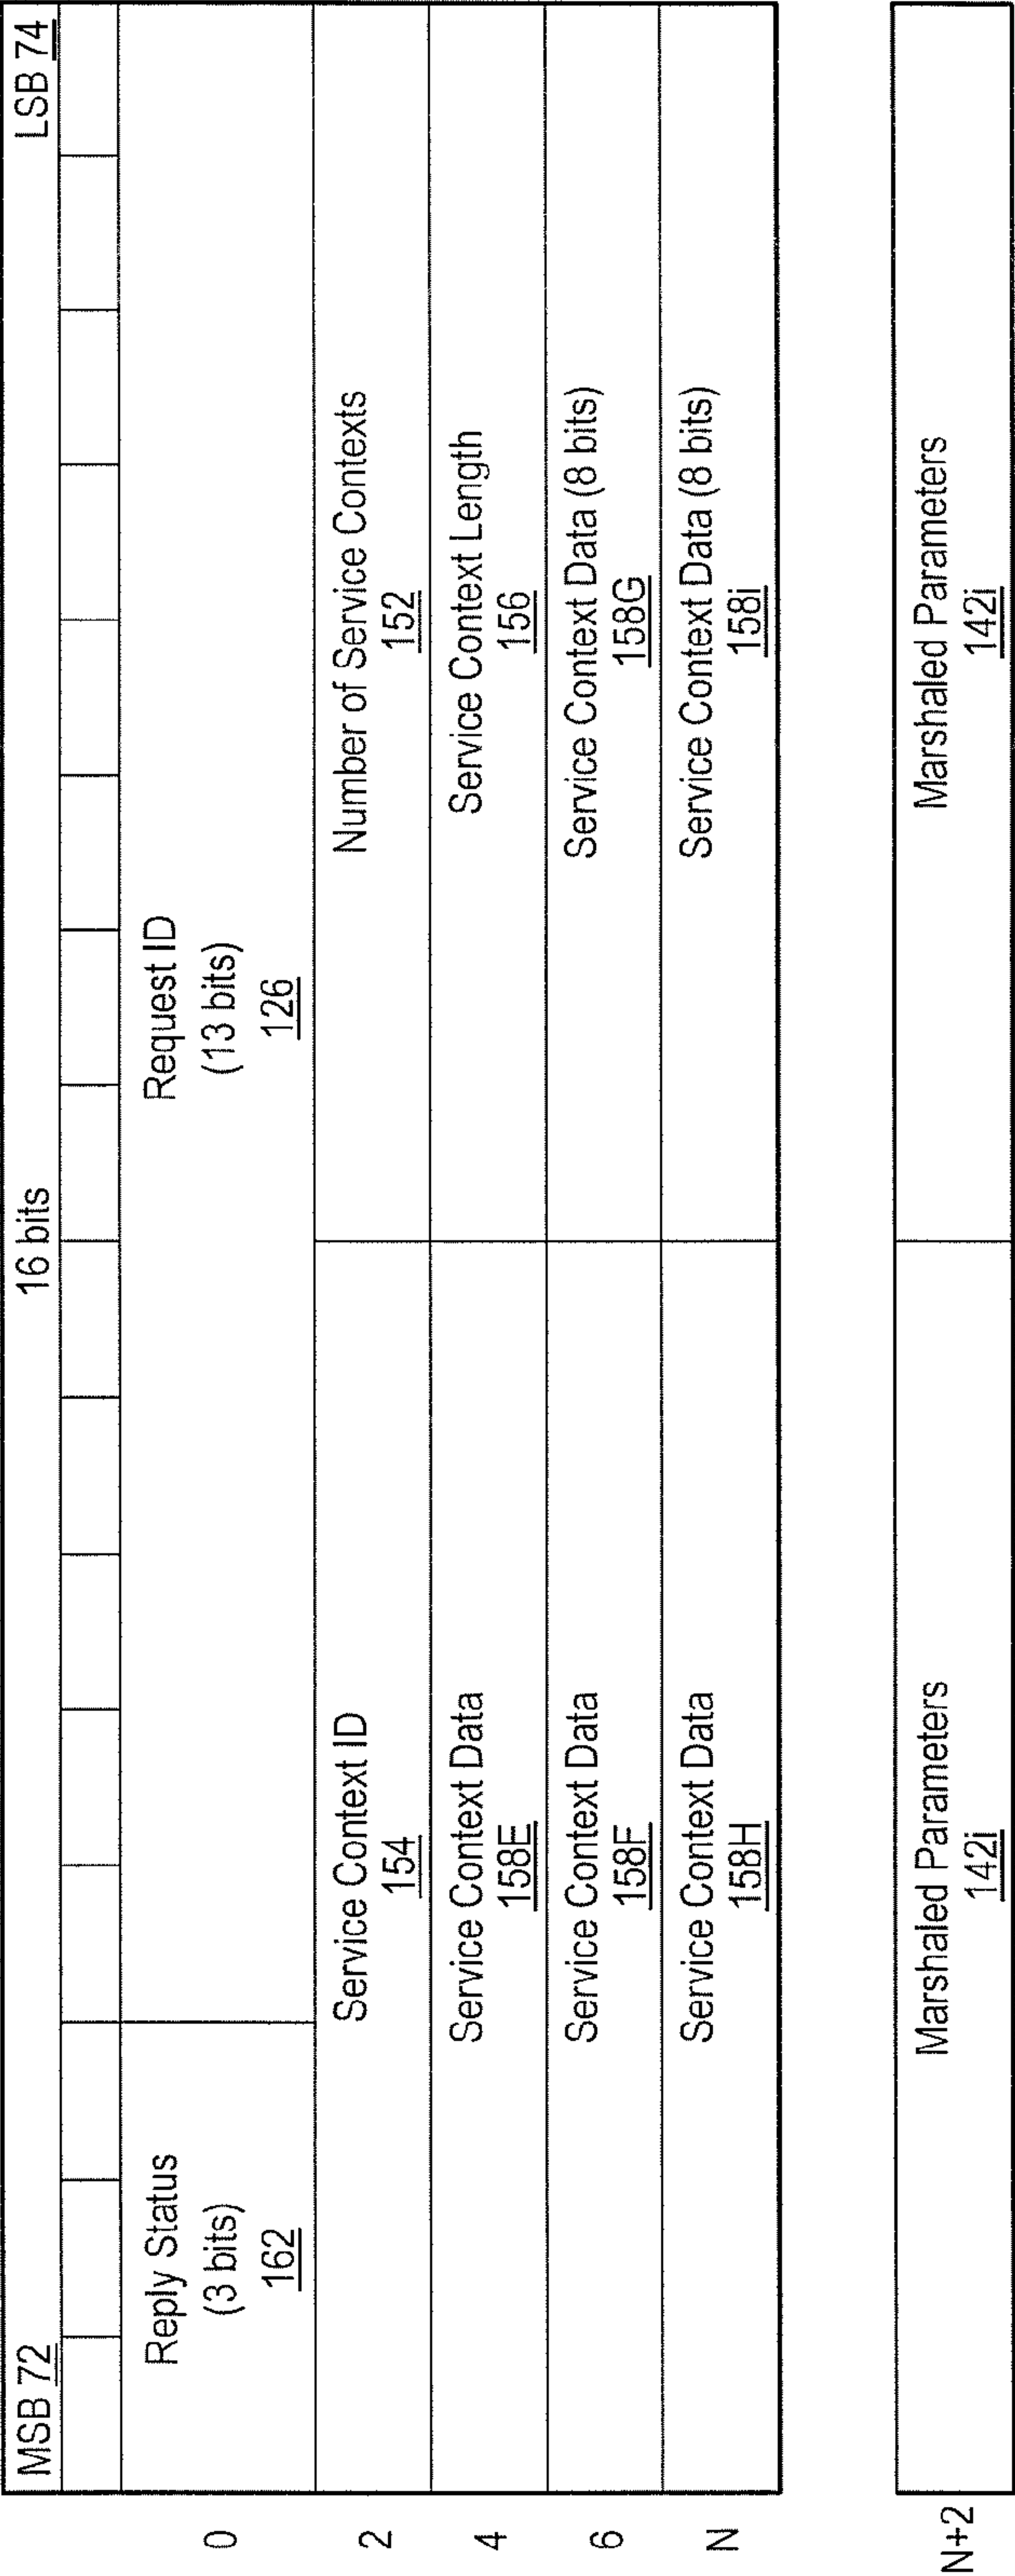 MSB 72
16 bits
LSB 74
0
Reply Status
(3 bits)
162
Request ID
(13 bits)
126
2
Service Context ID
154
Number of Service Contexts
152
4
Service Context Data
158E
Service Context Length
156
6
Service Context Data
158F
Service Context Data (8 bits)
158G
N
Service Context Data
158H
Service Context Data (8 bits)
158i
N+2
Marshaled Parameters
142i
Marshaled Parameters
142i